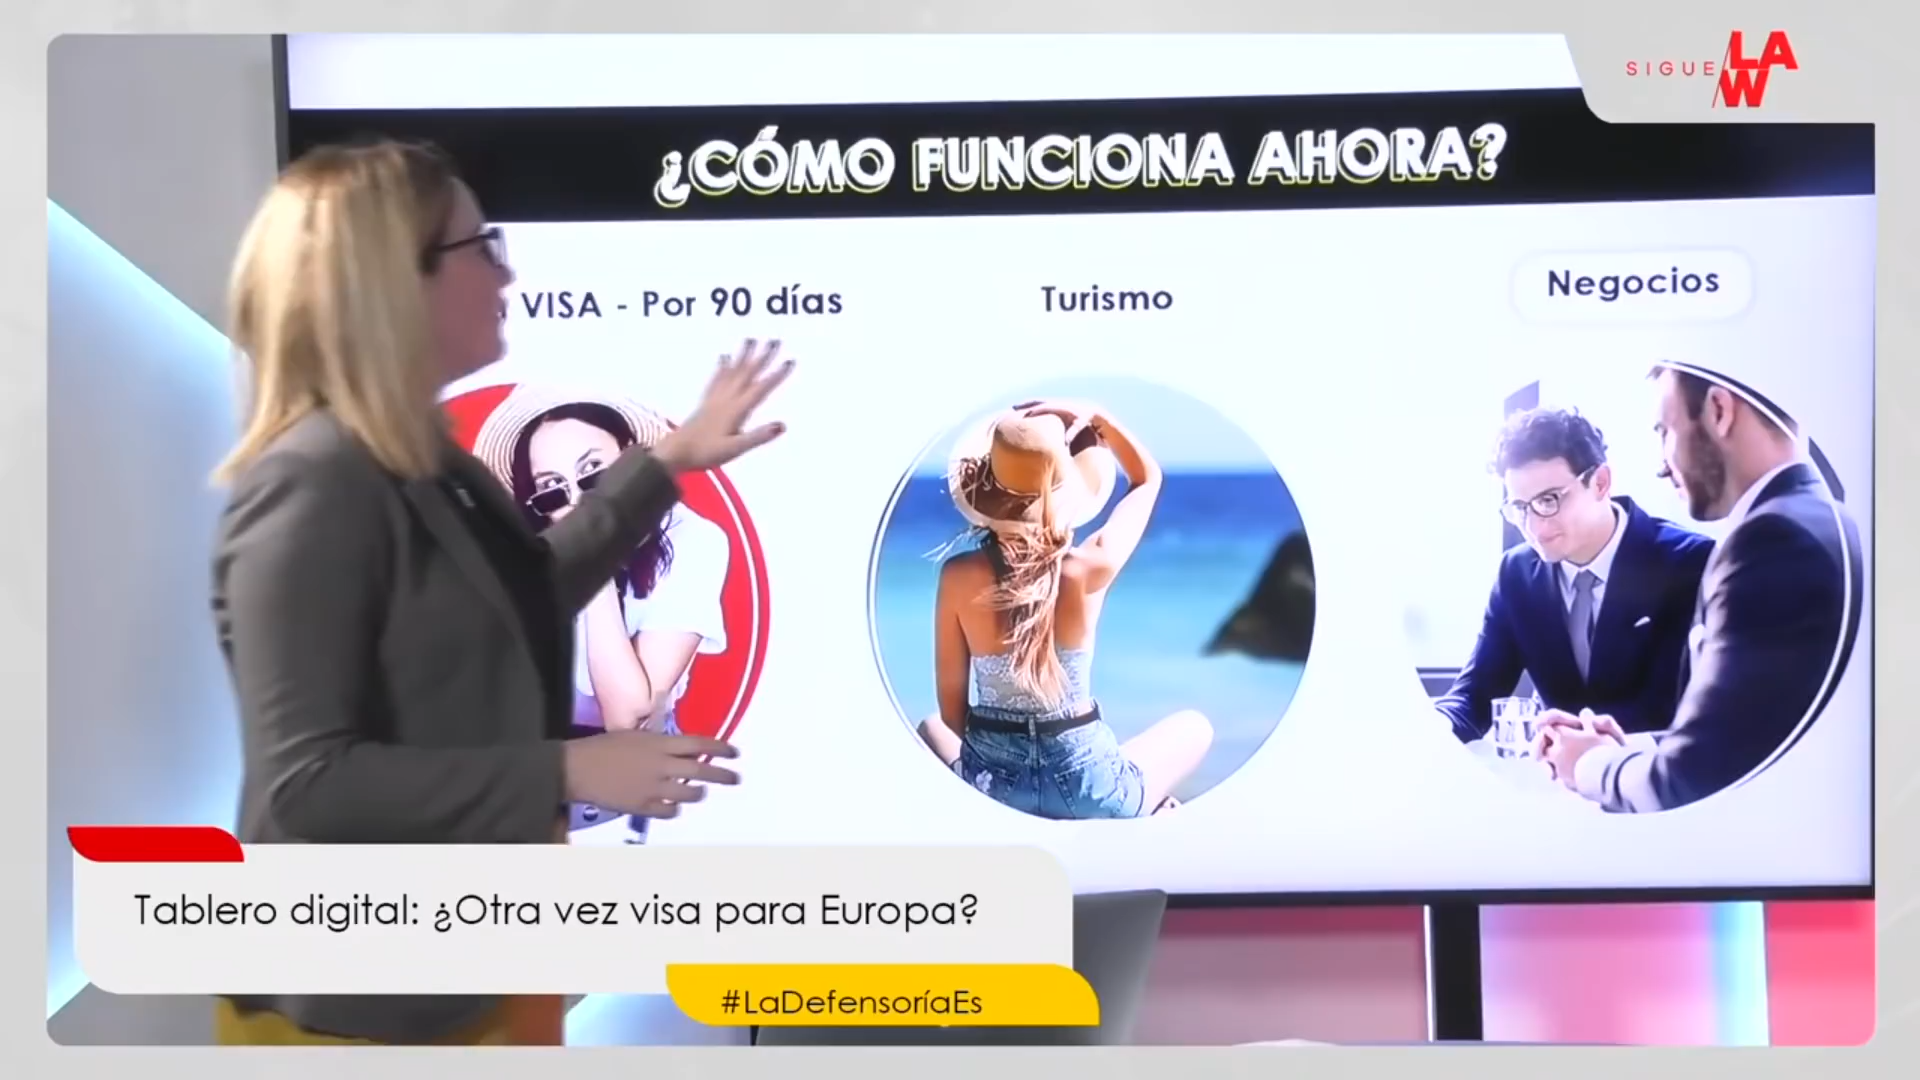 SIGUE LA W
¿CÓMO FUNCIONA AHORA?
VISA - Por 90 días
Turismo
Negocios
Tablero digital: ¿Otra vez visa para Europa?
#LaDefensoríaEs